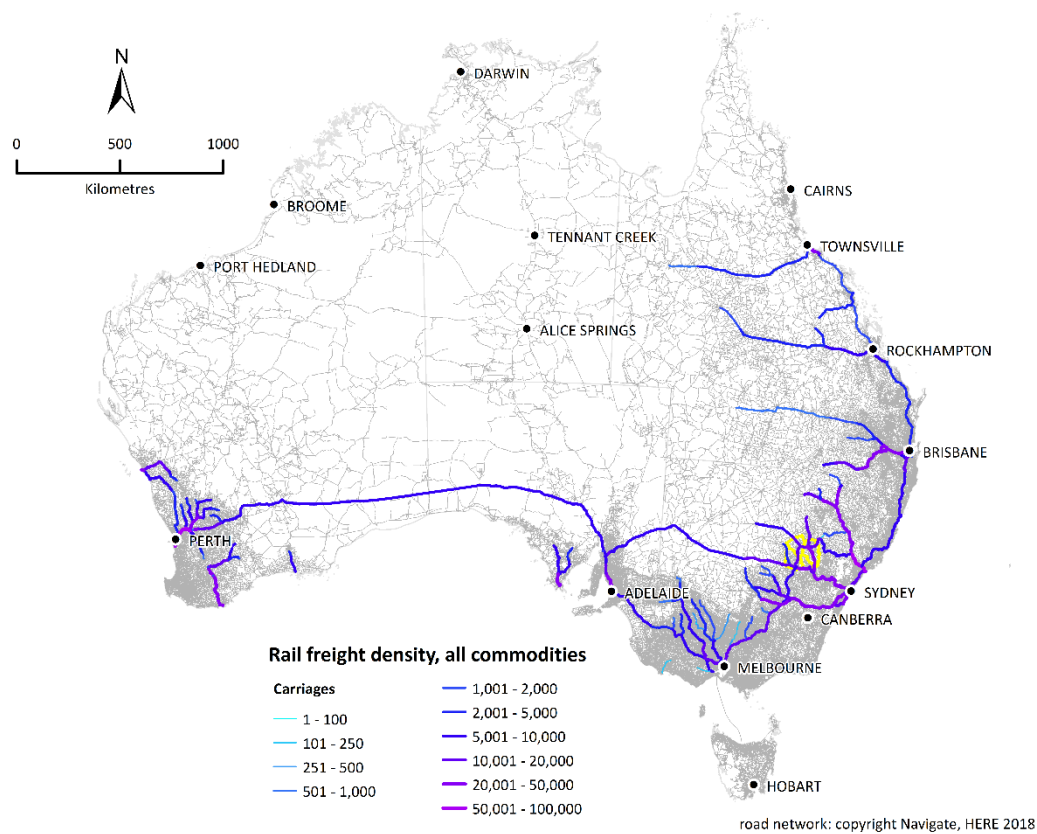 N
0 500 1000
Kilometres
DARWIN
CAIRNS
BROOME
TENNANT CREEK
TOWNSVILLE
PORT HEDLAND
ALICE SPRINGS
ROCKHAMPTON
BRISBANE
PERTH
ADELAIDE
SYDNEY
CANBERRA
MELBOURNE
HOBART
Rail freight density, all commodities
Carriages
1 - 100
101 - 250
251 - 500
501 - 1,000
1,001 - 2,000
2,001 - 5,000
5,001 - 10,000
10,001 - 20,000
20,001 - 50,000
50,001 - 100,000
road network: copyright Navigate, HERE 2018